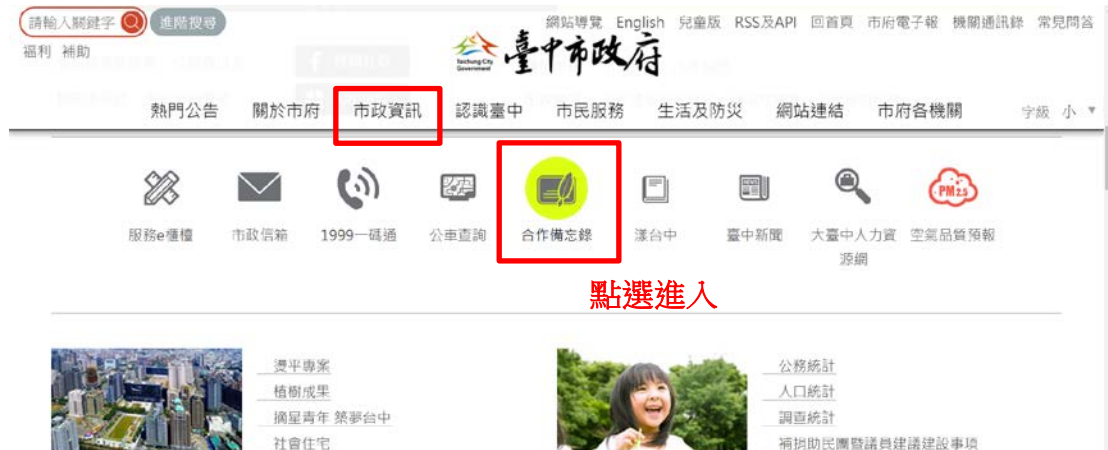 請輸入關鍵字 進階搜尋
網站導覽 English 兒童版 RSS及API 回首頁 市府電子報 機關通訊錄 常見問答
福利 補助
Taichung City Government 臺中市政府
熱門公告 關於市府 市政資訊 認識臺中 市民服務 生活及防災 網站連結 市府各機關 字級 小
PM2.5
服務e櫃檯 市政信箱 1999一碼通 公車查詢 合作備忘錄 漾台中 臺中新聞 大臺中人力資源網 空氣品質預報
點選進入
燙平專案
植樹成果
摘星青年 築夢台中
社會住宅
公務統計
人口統計
調查統計
補捐助民團暨議員建議建設事項